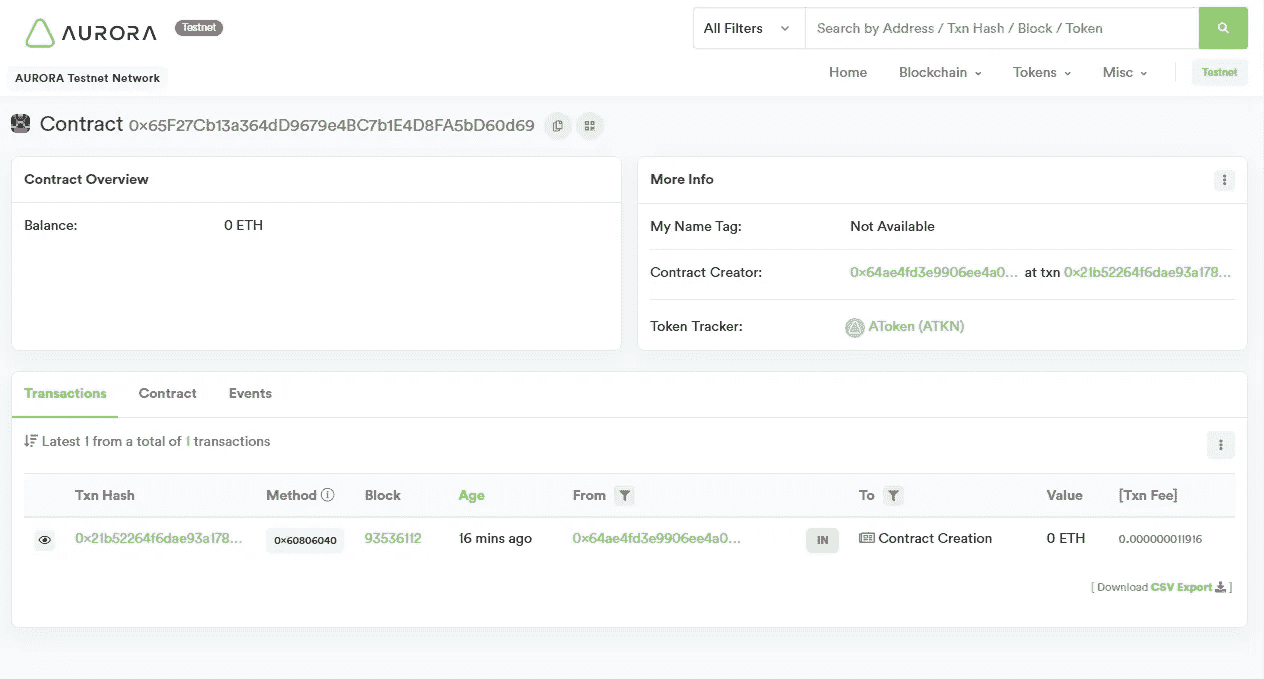 AURORA Testnet
All Filters Search by Address / Txn Hash / Block / Token
AURORA Testnet Network
Home Blockchain Tokens Misc Testnet
Contract 0x65F27Cb13a364dD9679e4BC7b1E4D8FA5bD60d69
Contract Overview
Balance: 0 ETH
More Info
My Name Tag: Not Available
Contract Creator: 0x64ae4fd3e9906ee4a0... at txn 0x21b52264f6dae93a178...
Token Tracker: AToken (ATKN)
Transactions Contract Events
Latest 1 from a total of 1 transactions
Txn Hash Method Block Age From To Value [Txn Fee]
0x21b52264f6dae93a178... 0x60806040 93536112 16 mins ago 0x64ae4fd3e9906ee4a0... IN Contract Creation 0 ETH 0.000000011916
[ Download CSV Export ]